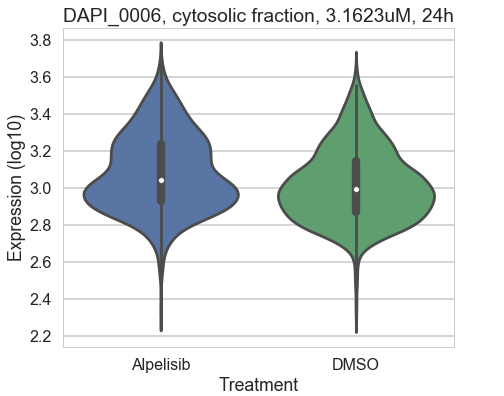 DAPI_0006, cytosolic fraction, 3.1623uM, 24h
3.8
3.6
3.4
3.2
3.0
2.8
2.6
2.4
2.2
Expression (log10)
Alpelisib DMSO
Treatment